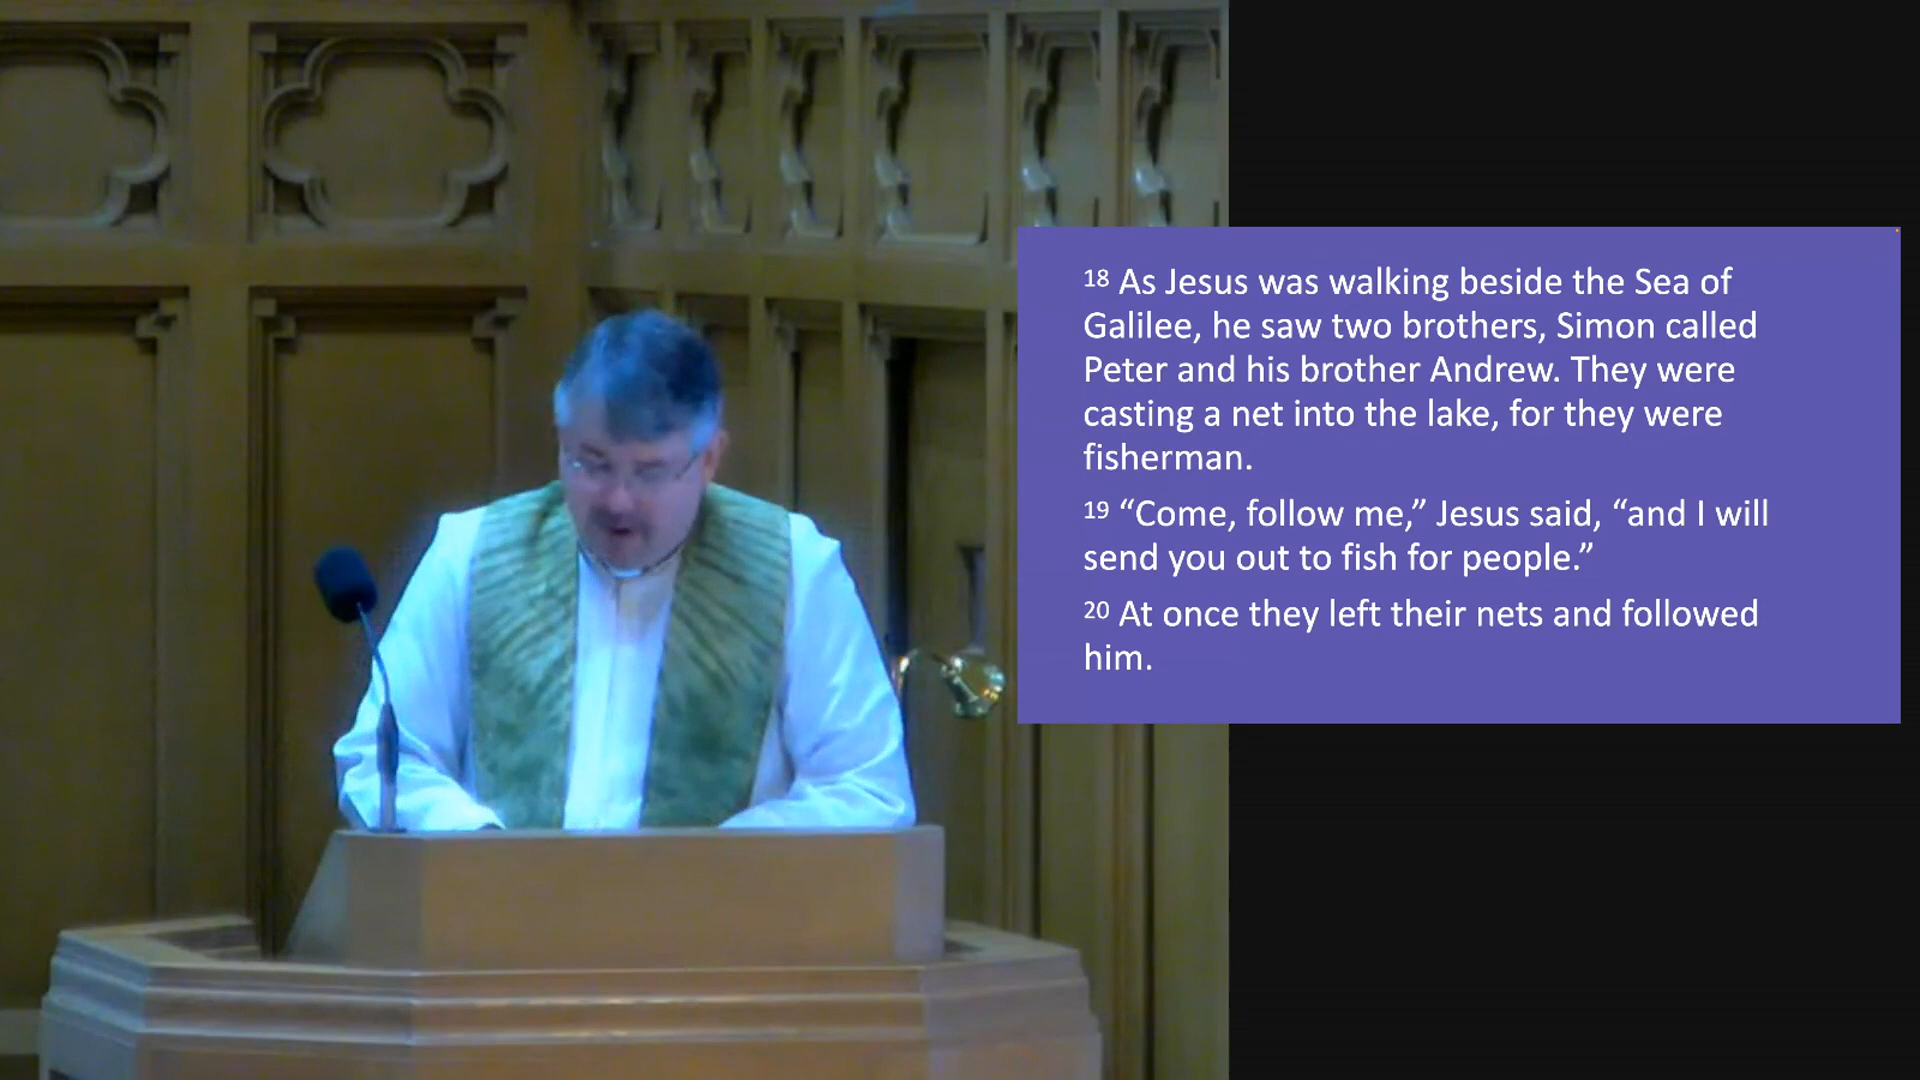 18 As Jesus was walking beside the Sea of
Galilee, he saw two brothers, Simon called
Peter and his brother Andrew. They were
casting a net into the lake, for they were
fisherman.
19 “Come, follow me,” Jesus said, “and I will
send you out to fish for people.”
20 At once they left their nets and followed
him.